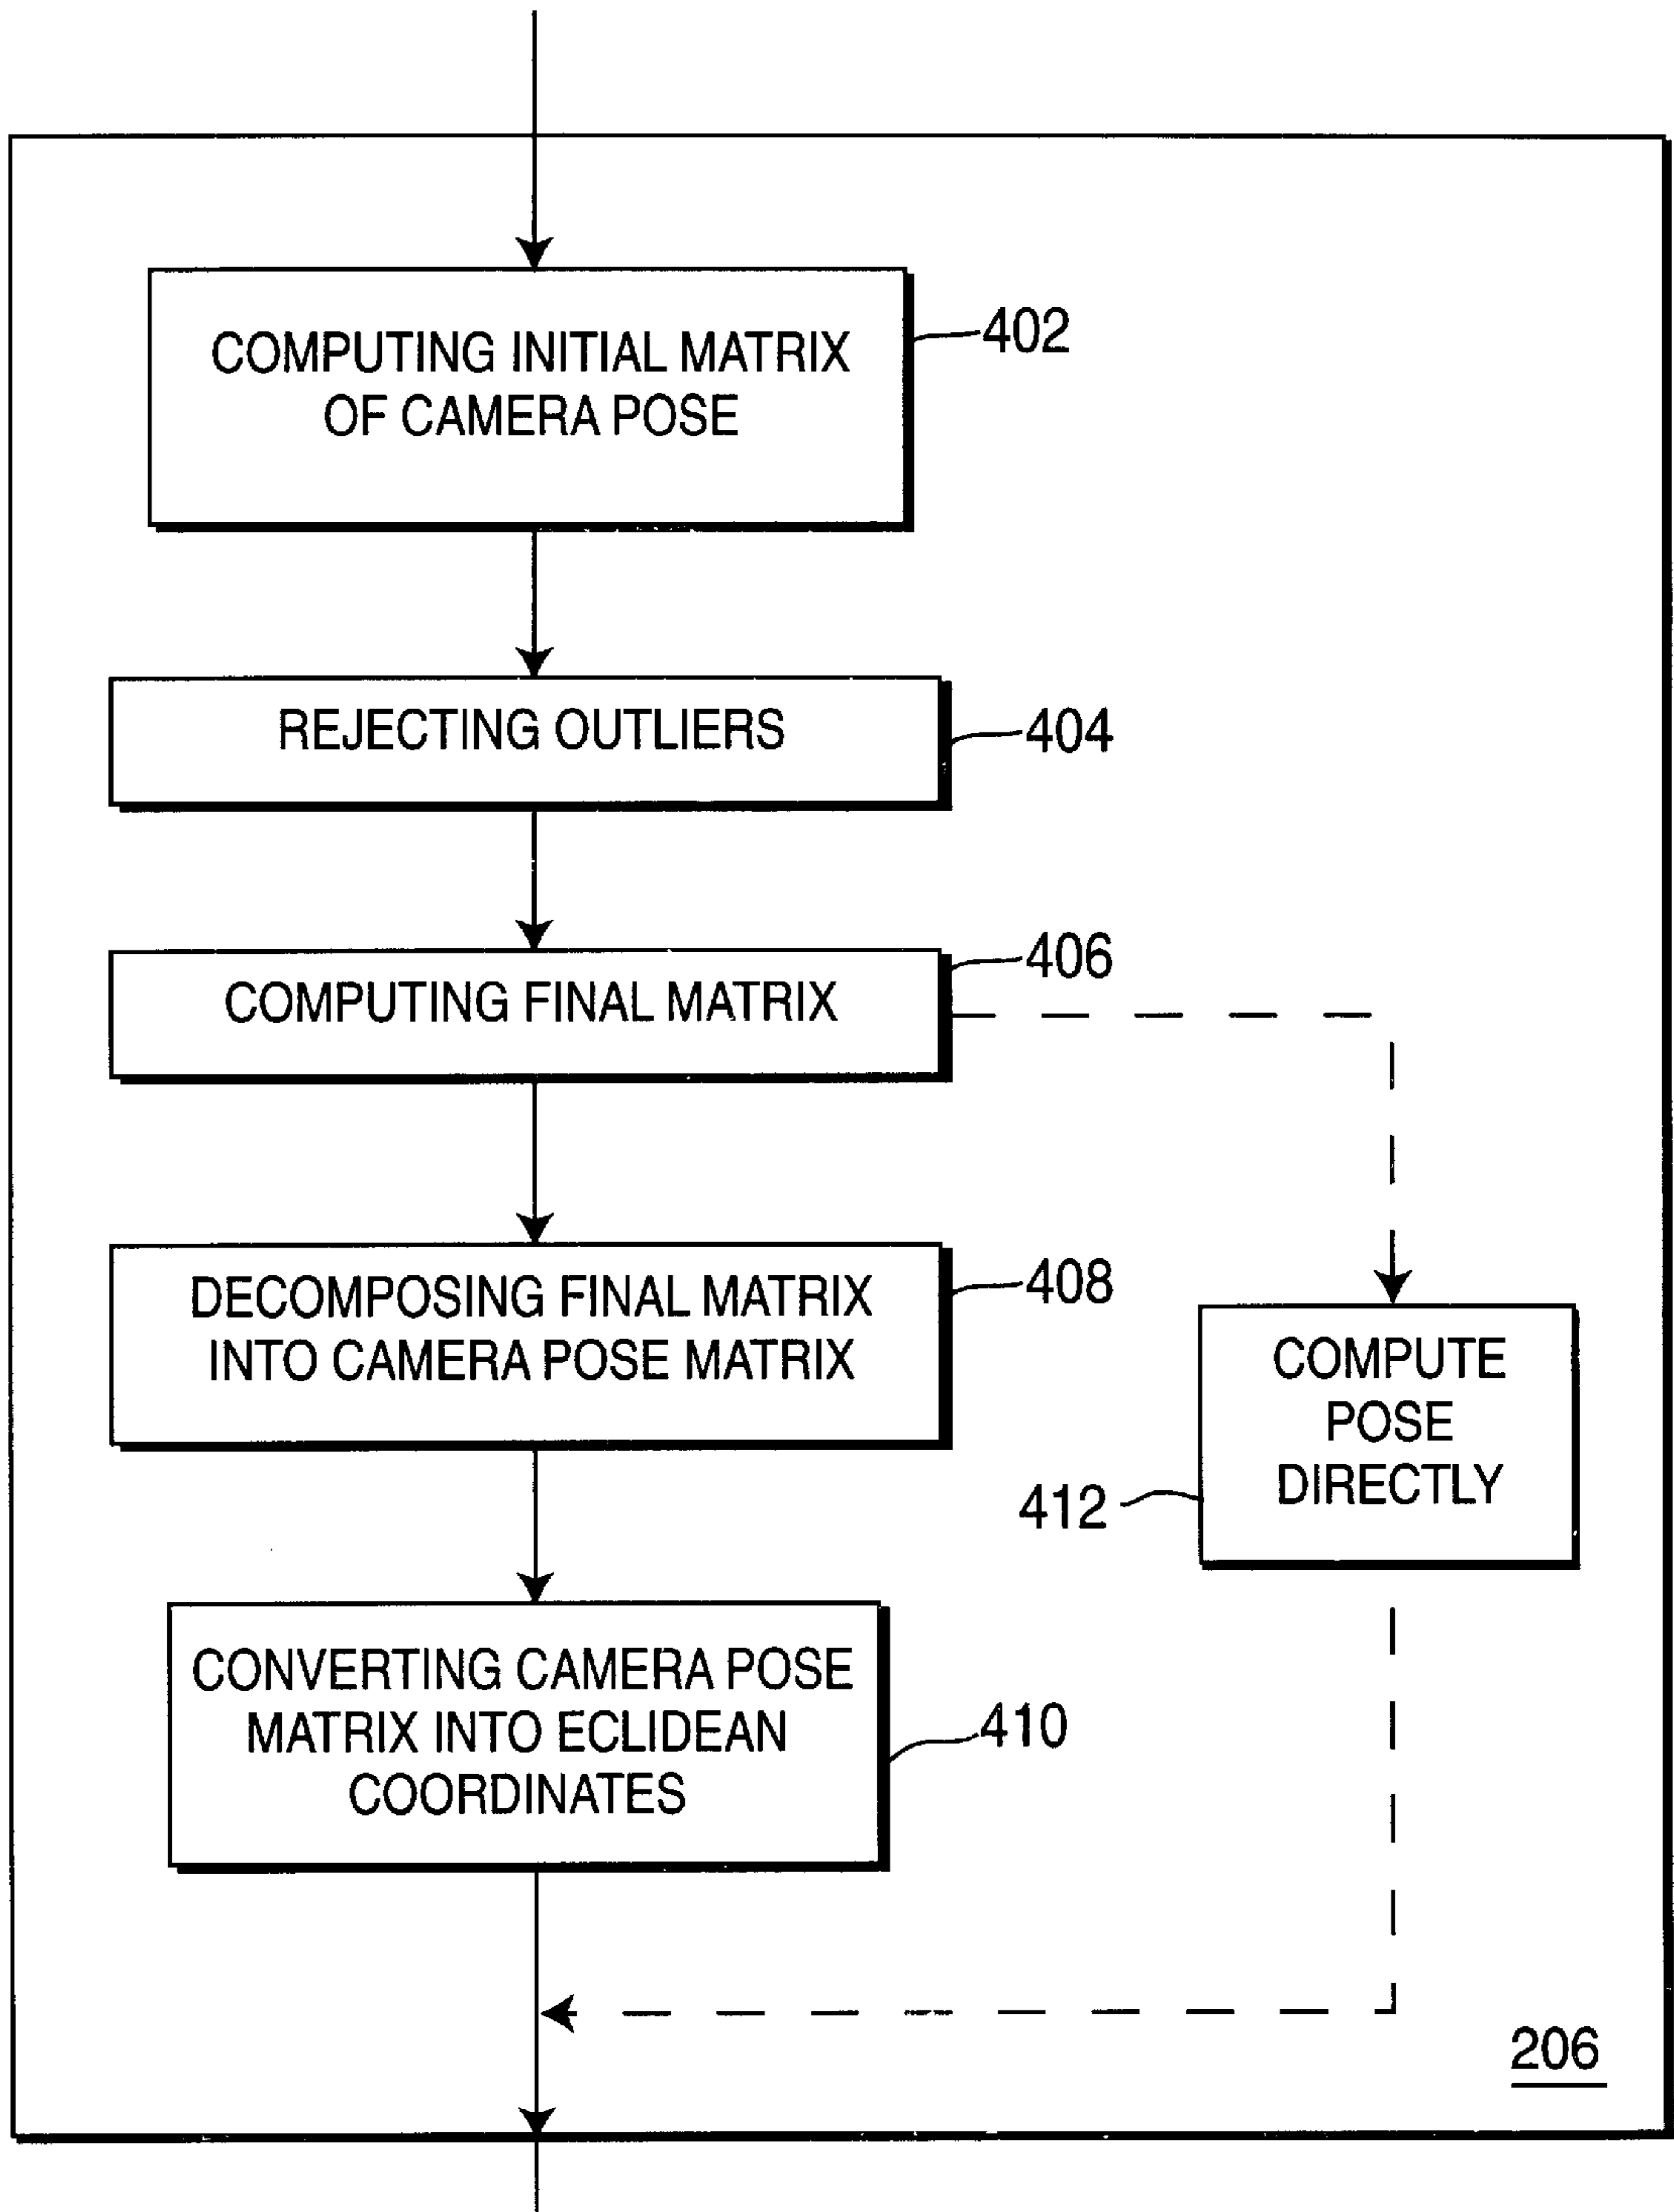 COMPUTING INITIAL MATRIX
OF CAMERA POSE
402
REJECTING OUTLIERS
404
COMPUTING FINAL MATRIX
406
DECOMPOSING FINAL MATRIX
INTO CAMERA POSE MATRIX
408
COMPUTE
POSE
DIRECTLY
412
CONVERTING CAMERA POSE
MATRIX INTO ECLIDEAN
COORDINATES
410
206